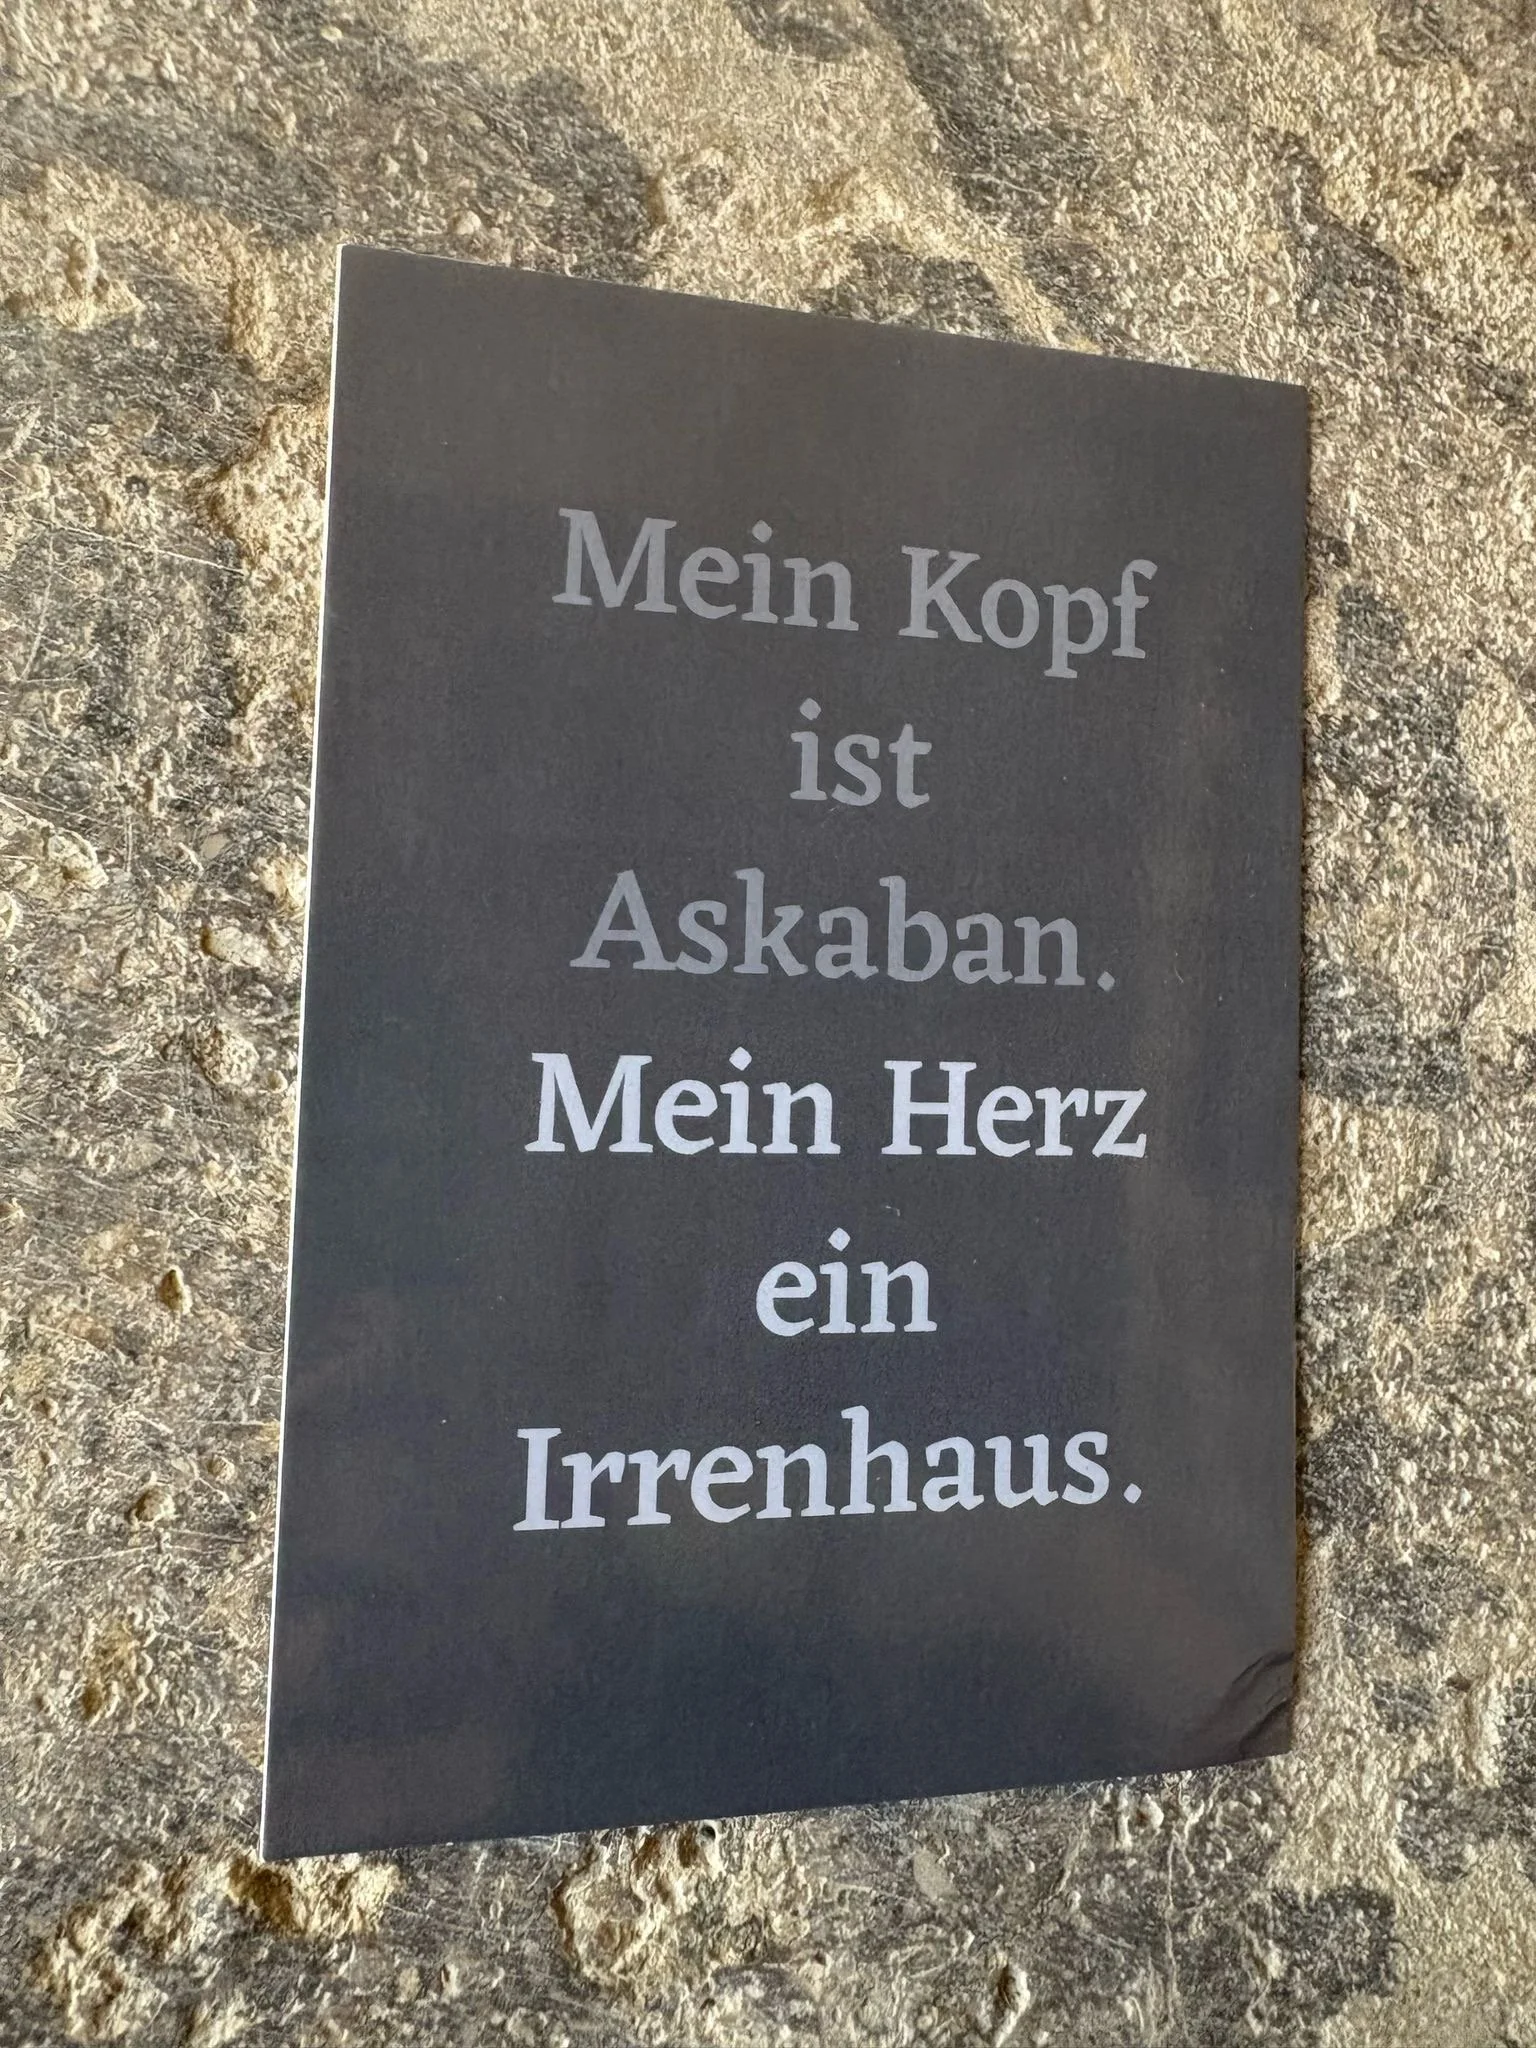 Mein Kopf
ist
Askaban.
Mein Herz
ein
Irrenhaus.